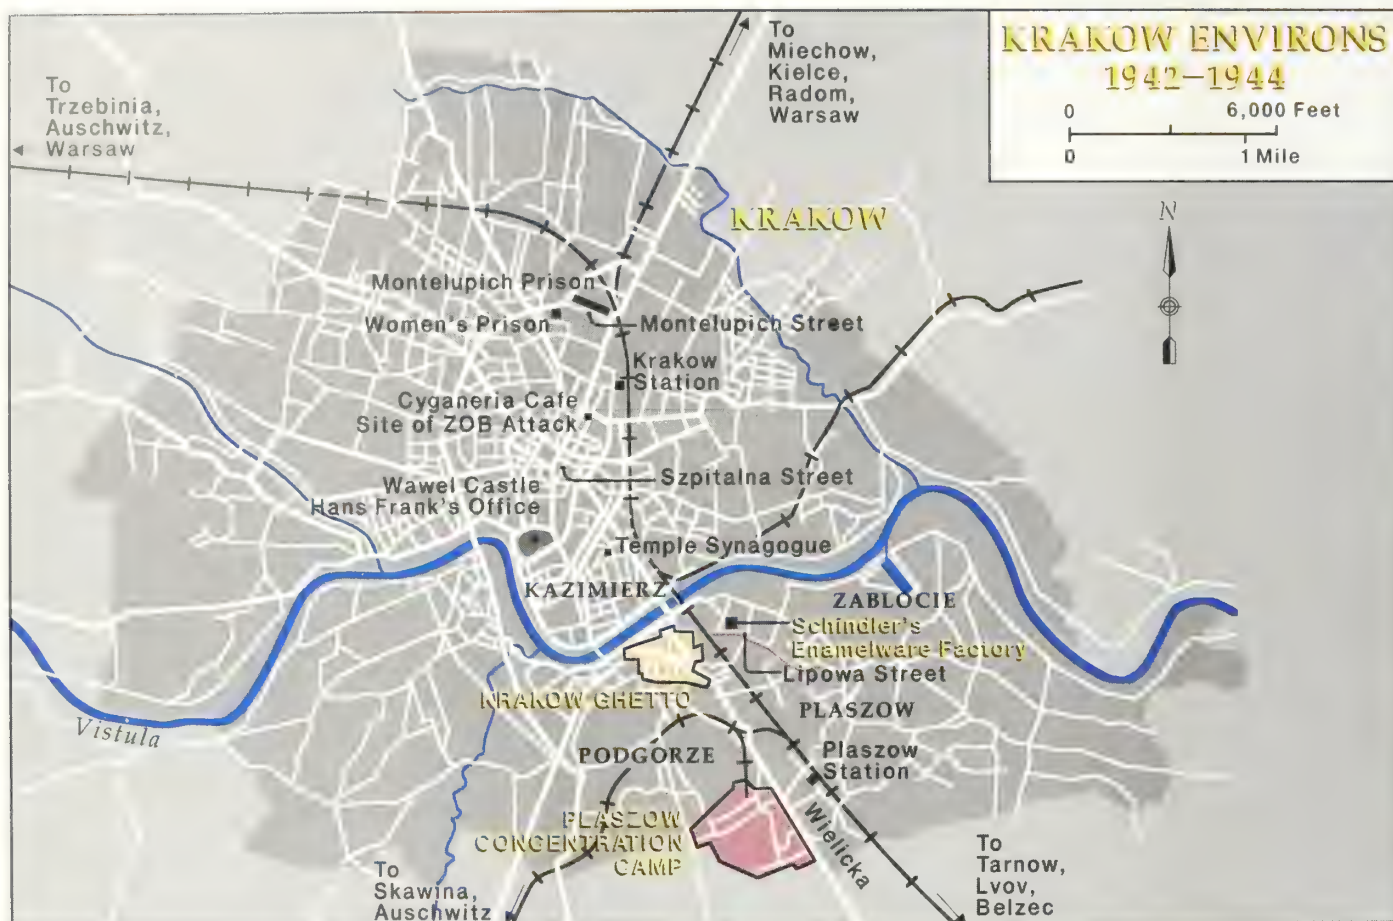 KRAKOW ENVIRONS
1942–1944
0 6,000 Feet
0 1 Mile
To
Trzebinia,
Auschwitz,
Warsaw
To
Miechow,
Kielce,
Radom,
Warsaw
N
KRAKOW
Montelupich Prison
Women's Prison
Montelupich Street
Krakow
Station
Cyganeria Cafe
Site of ZOB Attack
Szpitalna Street
Wawel Castle
Hans Frank's Office
Temple Synagogue
KAZIMIERZ
ZABLOCIE
Schindler's
Enamelware Factory
Lipowa Street
KRAKOW GHETTO
Vistula
PLASZOW
PODGORZE
Plaszow
Station
PLASZOW
CONCENTRATION
CAMP
Wielicka
To
Skawina,
Auschwitz
To
Tarnow,
Lvov,
Belzec